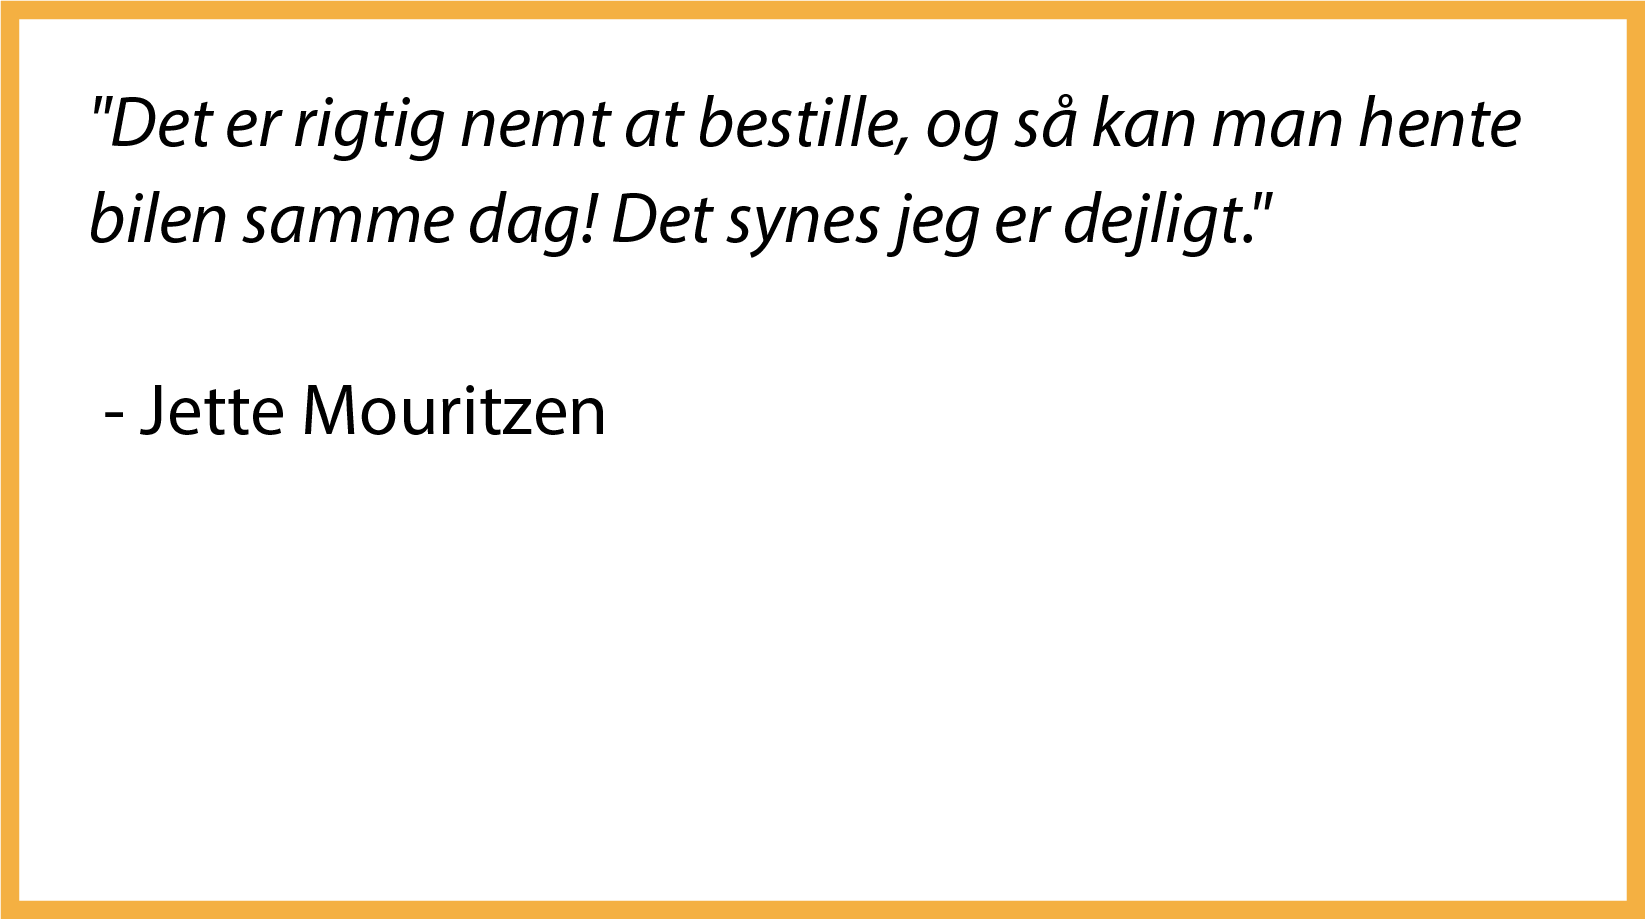 "Det er rigtig nemt at bestille, og så kan man hente
bilen samme dag! Det synes jeg er dejligt."
- Jette Mouritzen